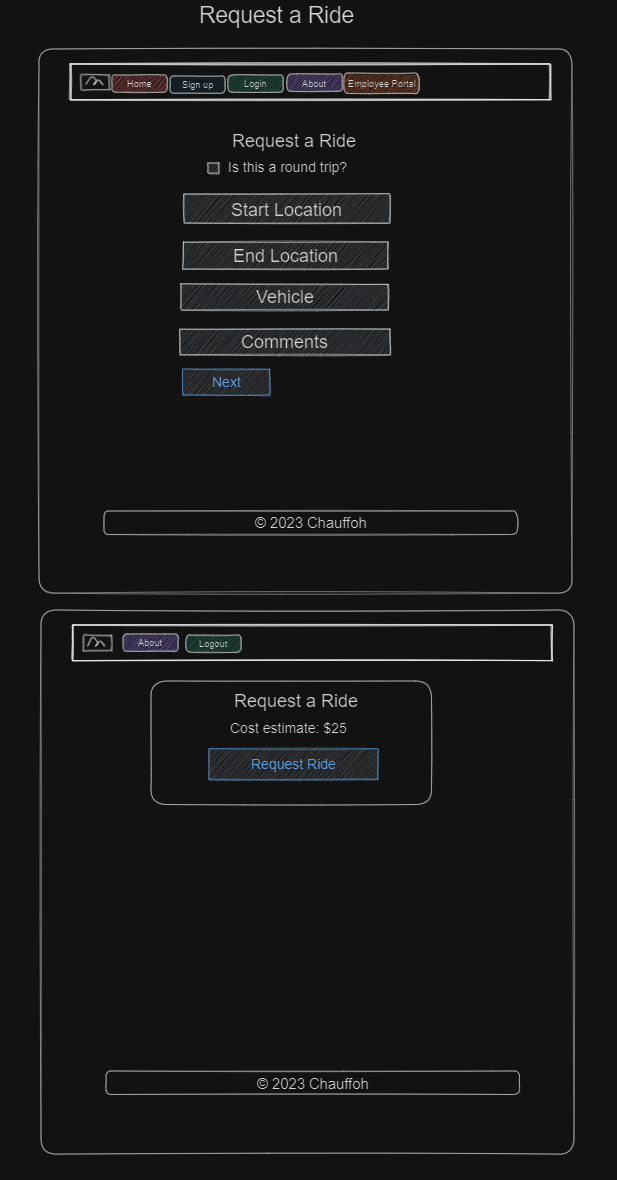 Request a Ride
Home Sign up Login About Employee Portal
Request a Ride
Is this a round trip?
Start Location
End Location
Vehicle
Comments
Next
© 2023 Chauffoh
About Logout
Request a Ride
Cost estimate: $25
Request Ride
© 2023 Chauffoh